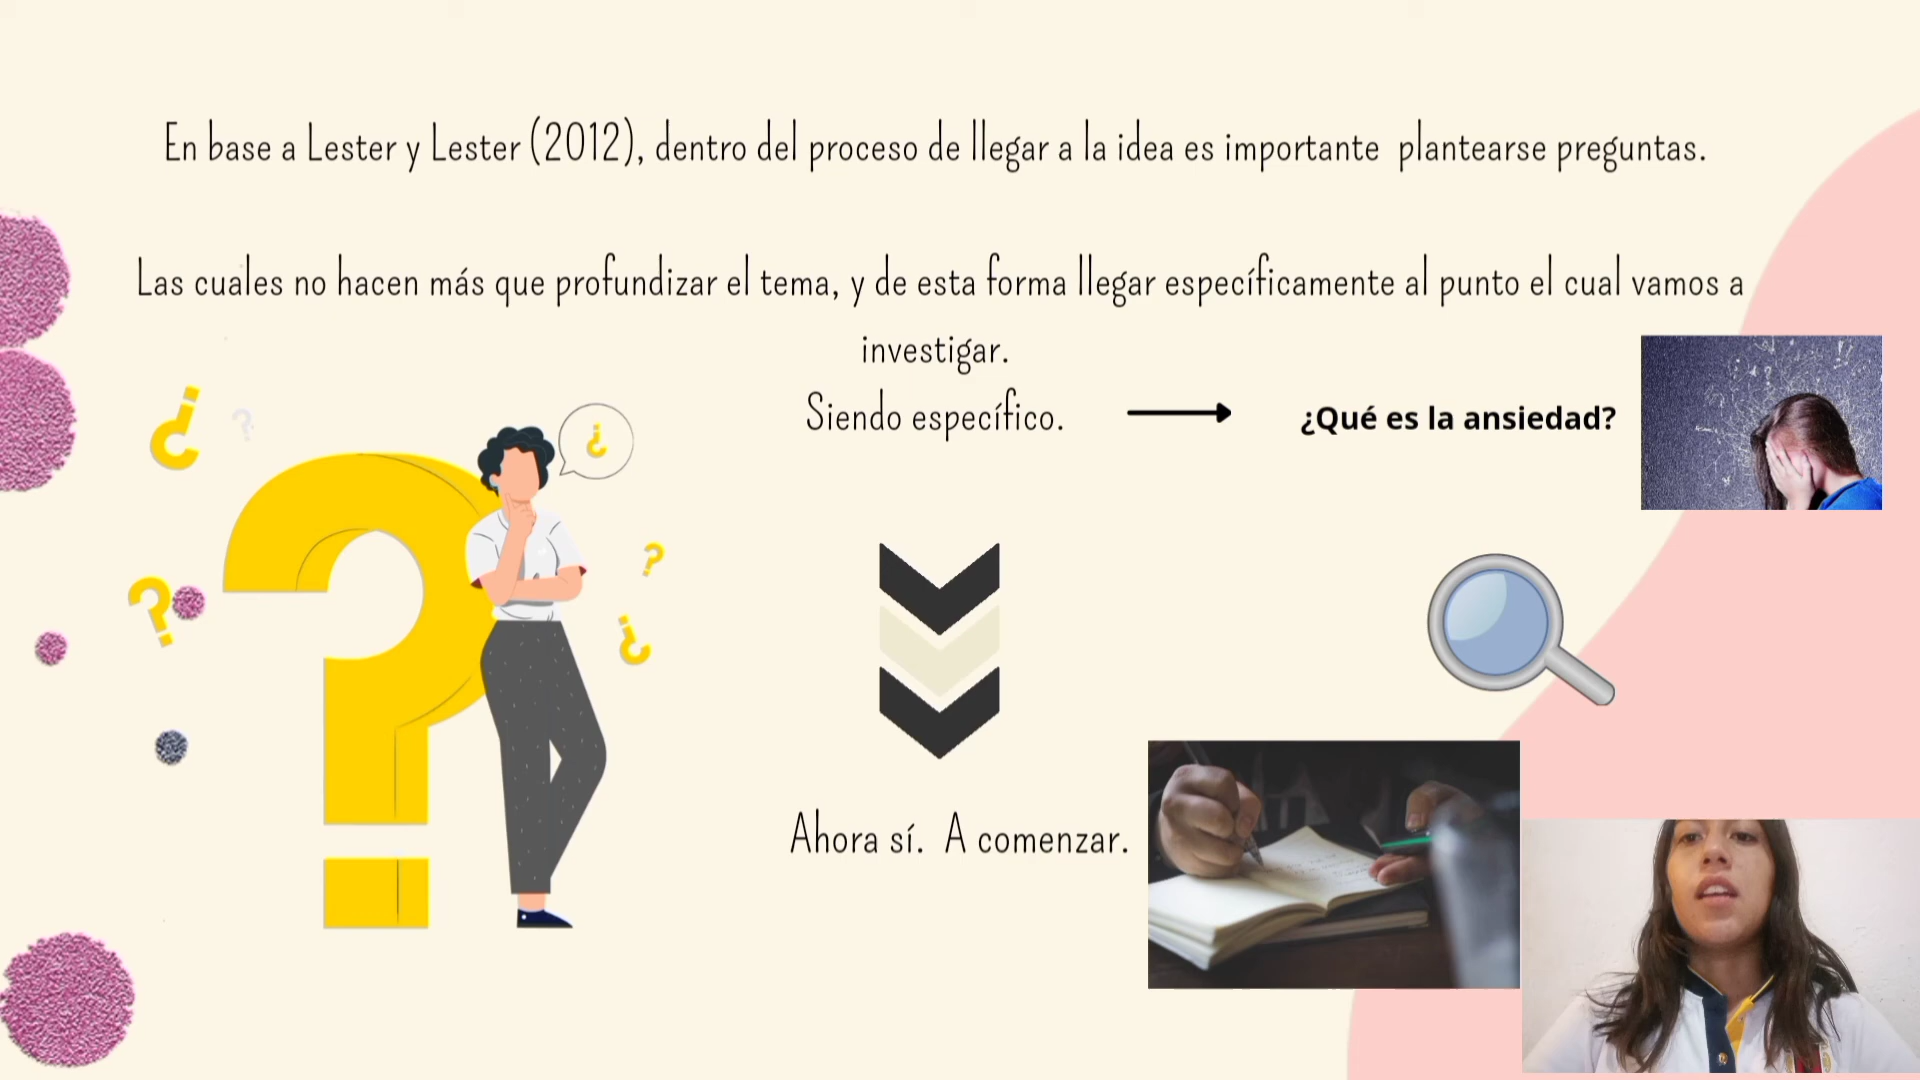 En base a Lester y Lester (2012), dentro del proceso de llegar a la idea es importante plantearse preguntas.
Las cuales no hacen más que profundizar el tema, y de esta forma llegar específicamente al punto el cual vamos a
investigar.
Siendo específico.
¿Qué es la ansiedad?
Ahora sí. A comenzar.